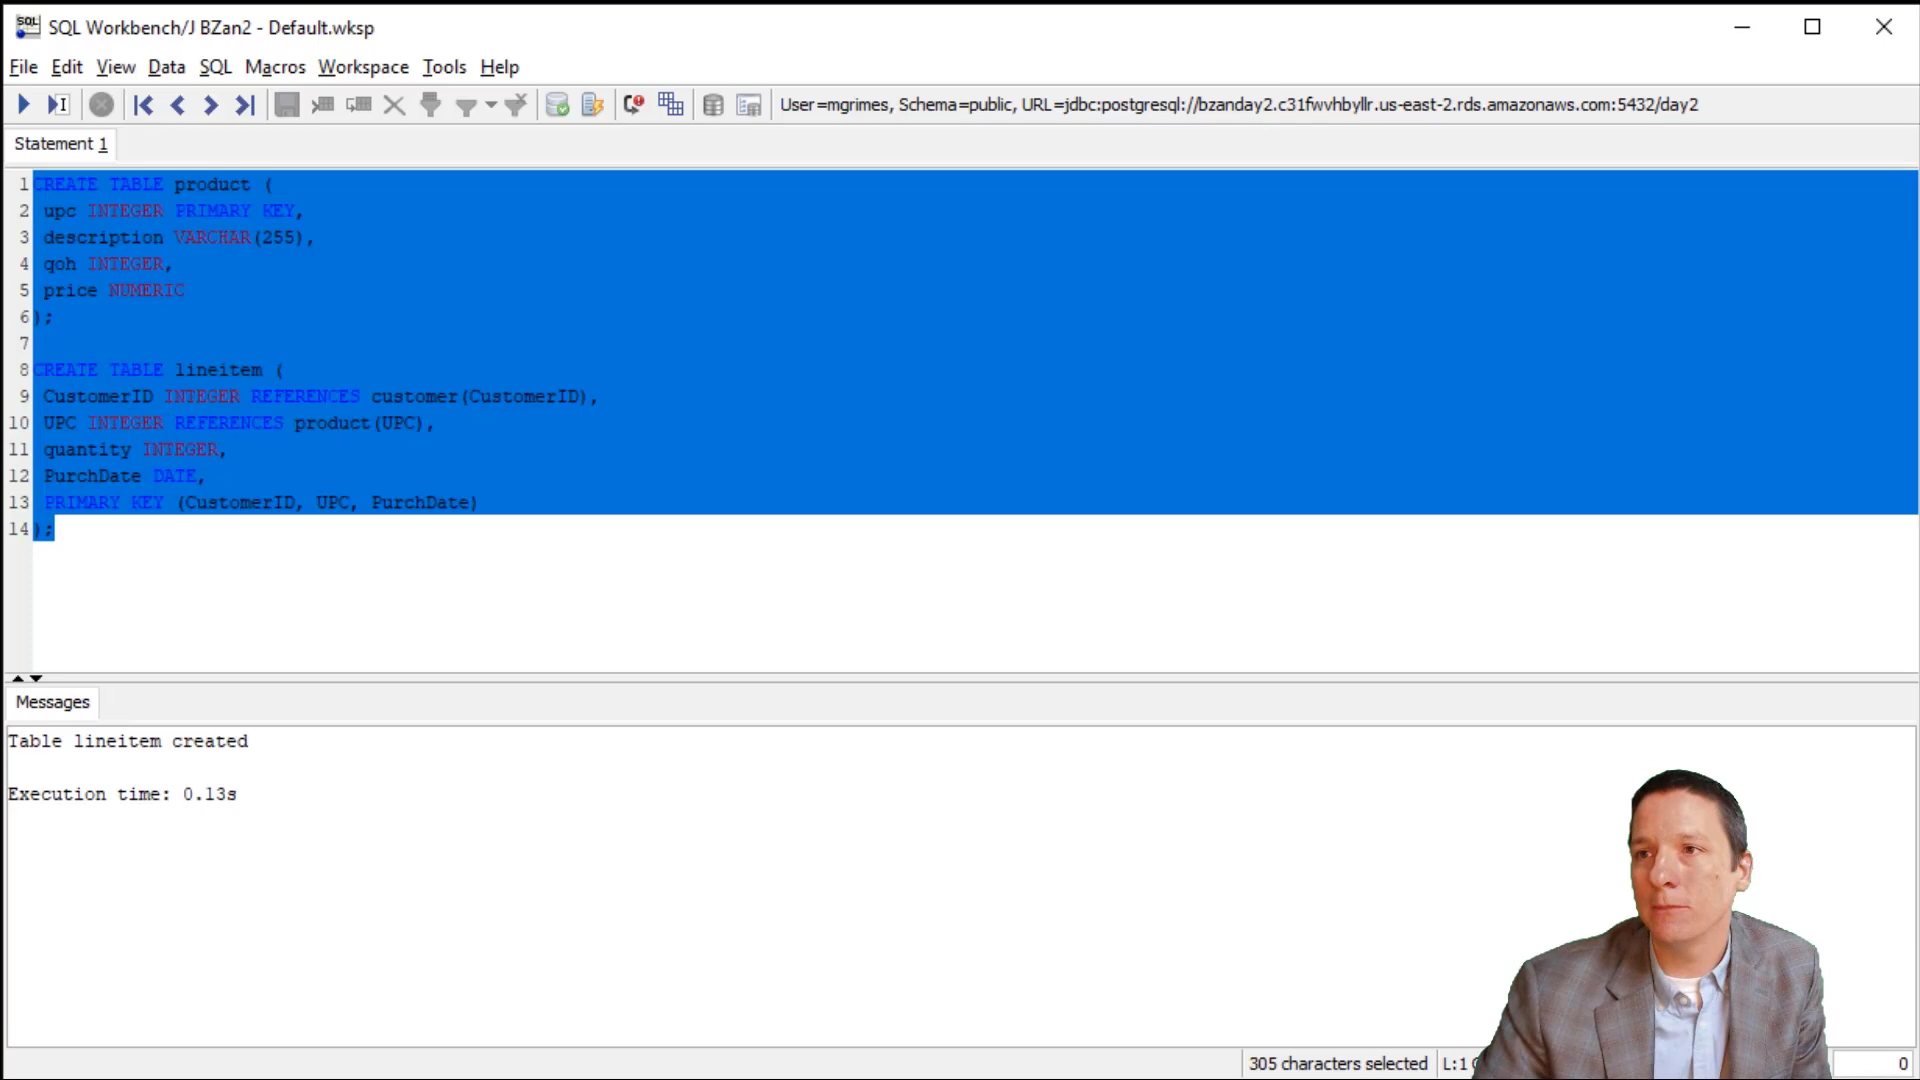 SQL Workbench/J BZan2 - Default.wksp
File Edit View Data SQL Macros Workspace Tools Help
User=mgrimes, Schema=public, URL=jdbc:postgresql://bzanday2.c31fwvhbyllr.us-east-2.rds.amazonaws.com:5432/day2
Statement 1
1 CREATE TABLE product (
2 upc INTEGER PRIMARY KEY,
3 description VARCHAR(255),
4 qoh INTEGER,
5 price NUMERIC
6 );
7
8 CREATE TABLE lineitem (
9 CustomerID INTEGER REFERENCES customer(CustomerID),
10 UPC INTEGER REFERENCES product(UPC),
11 quantity INTEGER,
12 PurchDate DATE,
13 PRIMARY KEY (CustomerID, UPC, PurchDate)
14 );
Messages
Table lineitem created
Execution time: 0.13s
305 characters selected L:1 0